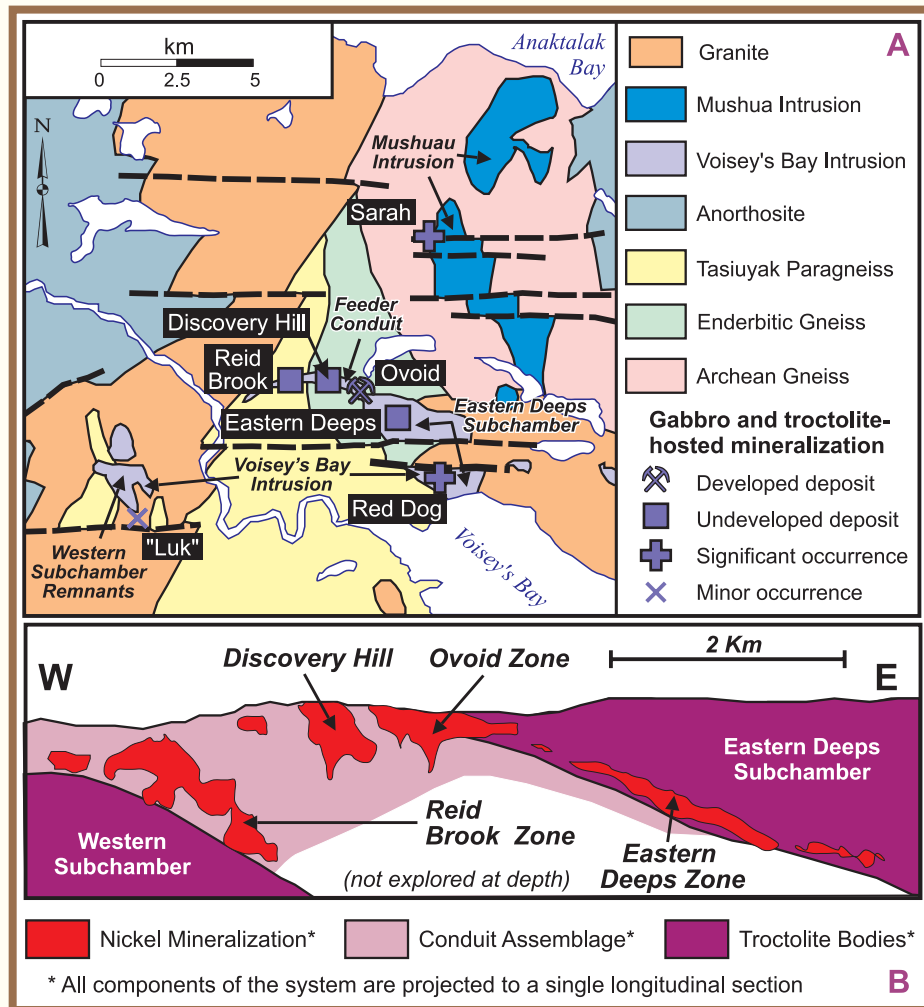 km
0 2.5 5
N
Anaktalak
Bay
Mushuau
Intrusion
Sarah
Discovery Hill
Feeder
Conduit
Reid
Brook
Ovoid
Eastern Deeps
Eastern Deeps
Subchamber
Voisey's Bay
Intrusion
Red Dog
"Luk"
Western
Subchamber
Remnants
Voisey's
Bay
A
Granite
Mushua Intrusion
Voisey's Bay Intrusion
Anorthosite
Tasiuyak Paragneiss
Enderbitic Gneiss
Archean Gneiss
Gabbro and troctolite-
hosted mineralization
Developed deposit
Undeveloped deposit
Significant occurrence
Minor occurrence
W
Discovery Hill
Ovoid Zone
2 Km
E
Eastern Deeps
Subchamber
Reid
Brook Zone
Western
Subchamber
(not explored at depth)
Eastern
Deeps Zone
Nickel Mineralization*
Conduit Assemblage*
Troctolite Bodies*
* All components of the system are projected to a single longitudinal section
B